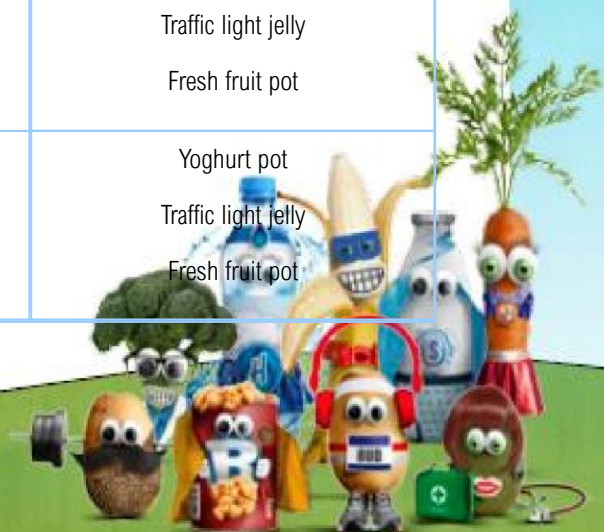 Traffic light jelly
Fresh fruit pot
Yoghurt pot
Traffic light jelly
Fresh fruit pot
H
S
B